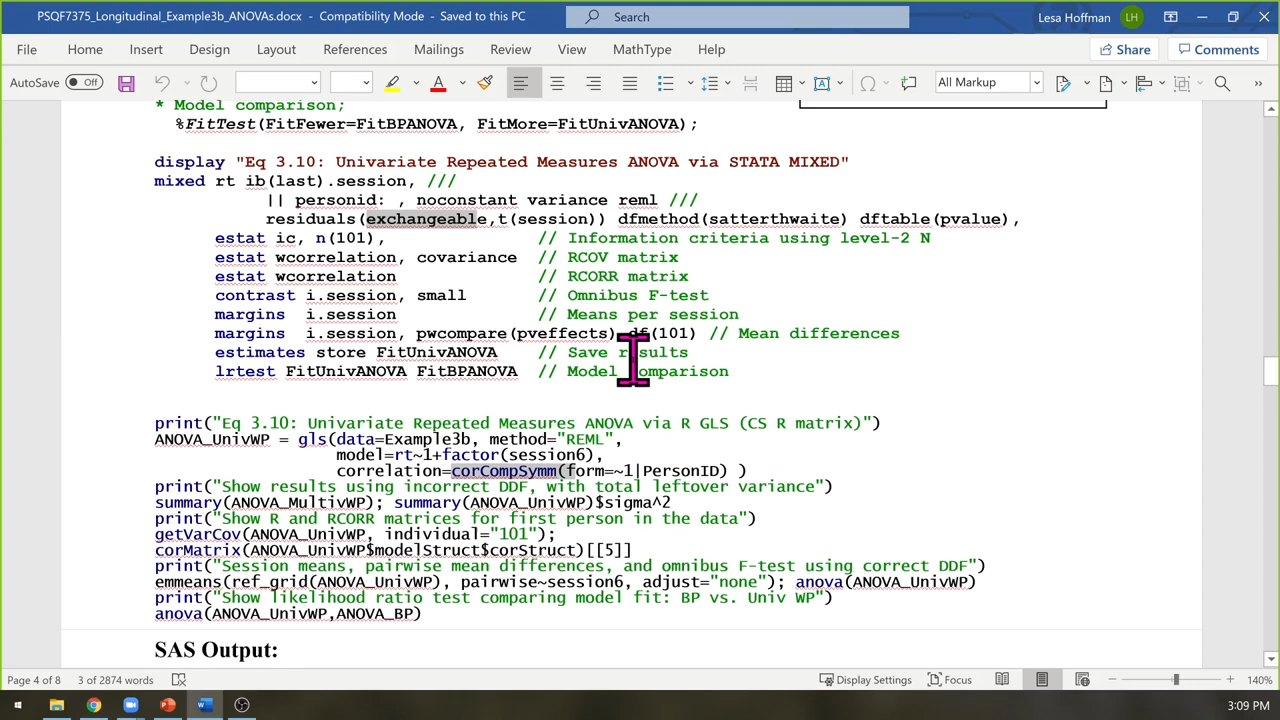 PSQF7375_Longitudinal_Example3b_ANOVAs.docx - Compatibility Mode - Saved to this PC
Search
Lesa Hoffman LH
File Home Insert Design Layout References Mailings Review View MathType Help
Share Comments
AutoSave Off
All Markup
* Model comparison;
%FitTest(FitFewer=FitBPANOVA, FitMore=FitUnivANOVA);
display "Eq 3.10: Univariate Repeated Measures ANOVA via STATA MIXED"
mixed rt ib(last).session, ///
|| personid: , noconstant variance reml ///
residuals(exchangeable,t(session)) dfmethod(satterthwaite) dftable(pvalue),
estat ic, n(101), // Information criteria using level-2 N
estat wcorrelation, covariance // RCOV matrix
estat wcorrelation // RCORR matrix
contrast i.session, small // Omnibus F-test
margins i.session // Means per session
margins i.session, pwcompare(pveffects) df(101) // Mean differences
estimates store FitUnivANOVA // Save results
lrtest FitUnivANOVA FitBPANOVA // Model comparison
print("Eq 3.10: Univariate Repeated Measures ANOVA via R GLS (CS R matrix)")
ANOVA_UnivWP = gls(data=Example3b, method="REML",
model=rt~1+factor(session6),
correlation=corCompSymm(form=~1|PersonID) )
print("Show results using incorrect DDF, with total leftover variance")
summary(ANOVA_MultivWP); summary(ANOVA_UnivWP)$sigma^2
print("Show R and RCORR matrices for first person in the data")
getVarCov(ANOVA_UnivWP, individual="101");
corMatrix(ANOVA_UnivWP$modelStruct$corStruct)[[5]]
print("Session means, pairwise mean differences, and omnibus F-test using correct DDF")
emmeans(ref_grid(ANOVA_UnivWP), pairwise~session6, adjust="none"); anova(ANOVA_UnivWP)
print("Show likelihood ratio test comparing model fit: BP vs. Univ WP")
anova(ANOVA_UnivWP,ANOVA_BP)
SAS Output:
Page 4 of 8 3 of 2874 words Display Settings Focus 140%
3:09 PM